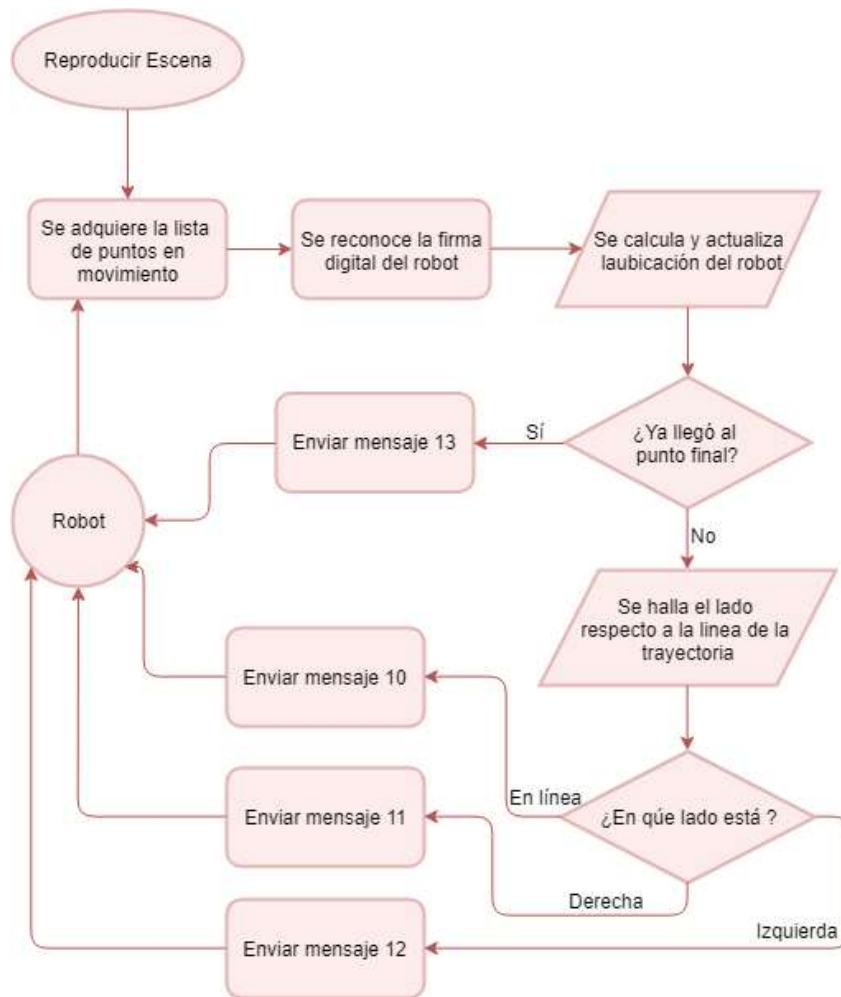 Reproducir Escena
Se adquiere la lista
de puntos en
movimiento
Se reconoce la firma
digital del robot
Se calcula y actualiza
laubicación del robot
¿Ya llegó al
punto final?
Sí
Enviar mensaje 13
Robot
No
Se halla el lado
respecto a la linea de la
trayectoria
Enviar mensaje 10
En línea
¿En qúe lado está ?
Enviar mensaje 11
Derecha
Izquierda
Enviar mensaje 12